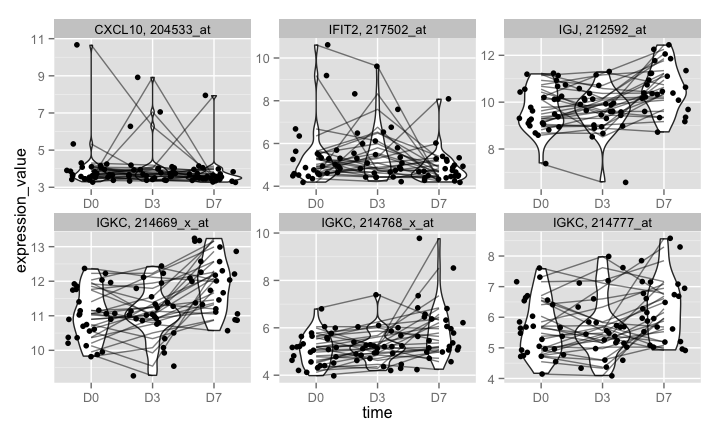 CXCL10, 204533_at
IFIT2, 217502_at
IGJ, 212592_at
11
9
7
5
3
10
8
6
4
12
10
8
D0
D3
D7
D0
D3
D7
D0
D3
D7
expression_value
IGKC, 214669_x_at
IGKC, 214768_x_at
IGKC, 214777_at
13
12
11
10
10
8
6
4
8
7
6
5
4
D0
D3
D7
D0
D3
D7
D0
D3
D7
time